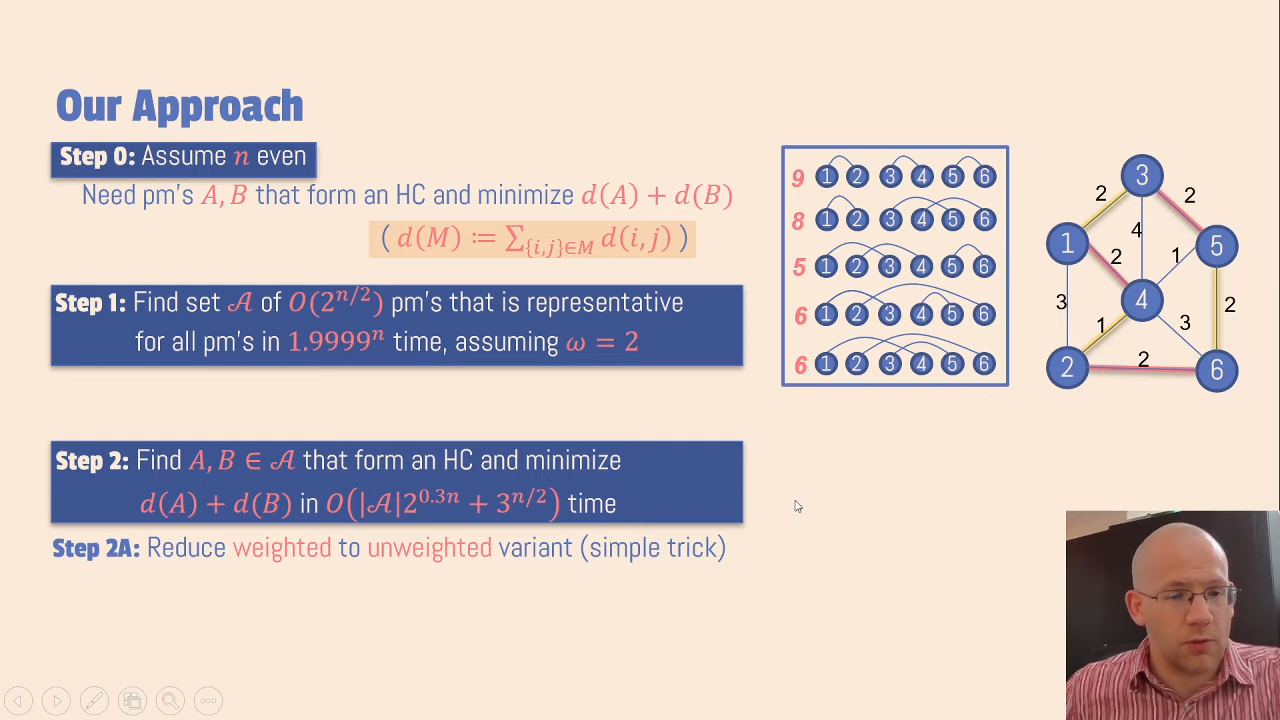 Our Approach
Step 0: Assume n even
Need pm's A, B that form an HC and minimize d(A) + d(B)
( d(M) ≔ ∑_{{i,j}∈M} d(i, j) )
Step 1: Find set 𝒜 of O(2^{n/2}) pm's that is representative
for all pm's in 1.9999^n time, assuming ω = 2
Step 2: Find A, B ∈ 𝒜 that form an HC and minimize
d(A) + d(B) in O(|𝒜|2^{0.3n} + 3^{n/2}) time
Step 2A: Reduce weighted to unweighted variant (simple trick)
9 1 2 3 4 5 6
8 1 2 3 4 5 6
5 1 2 3 4 5 6
6 1 2 3 4 5 6
6 1 2 3 4 5 6
3
2 2
4
1 5
2 1
3 4 2
1 3
2
2 6